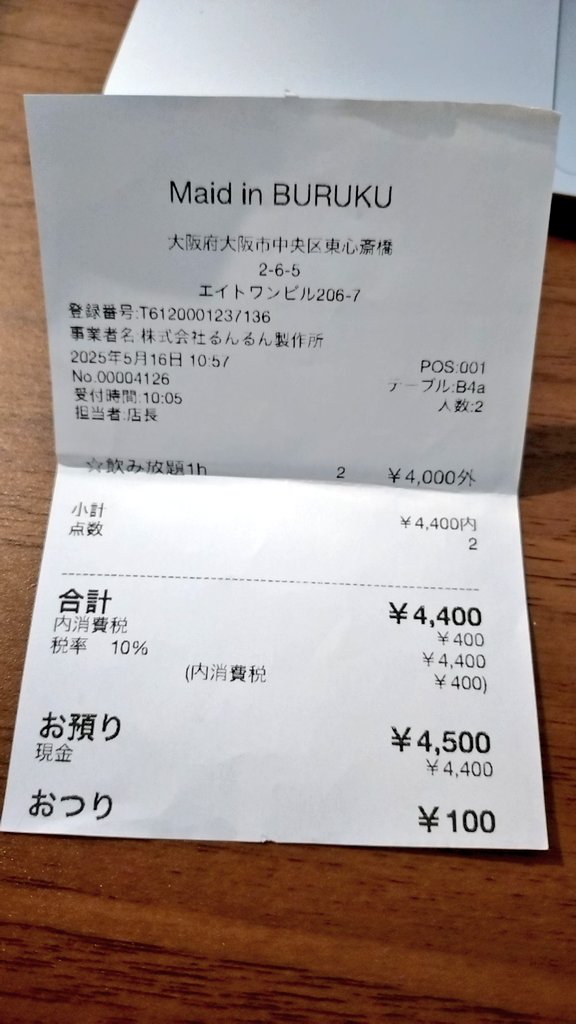 Maid in BURUKU
大阪府大阪市中央区東心斎橋
2-6-5
エイトワンビル206-7
登録番号:T6120001237136
事業者名:株式会社るんるん製作所
2025年5月16日 10:57 POS:001
No.00004126 テーブル:B4a
受付時間:10:05 人数:2
担当者:店長
☆飲み放題1h 2 ¥4,000外
小計 ¥4,400内
点数 2
合計 ¥4,400
内消費税 ¥400
税率 10% ¥4,400
(内消費税 ¥400)
お預り ¥4,500
現金 ¥4,400
おつり ¥100